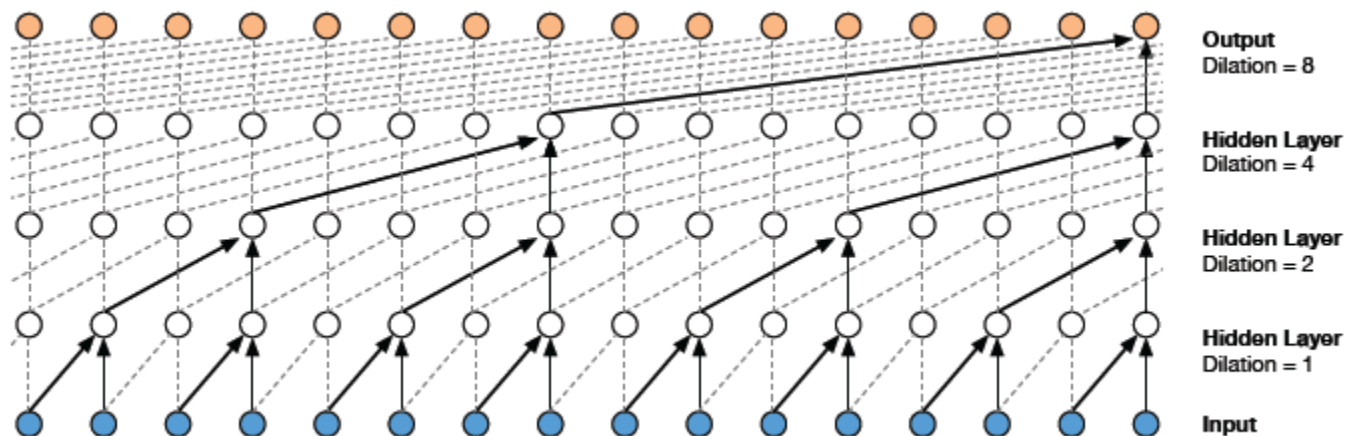 Output
Dilation = 8
Hidden Layer
Dilation = 4
Hidden Layer
Dilation = 2
Hidden Layer
Dilation = 1
Input